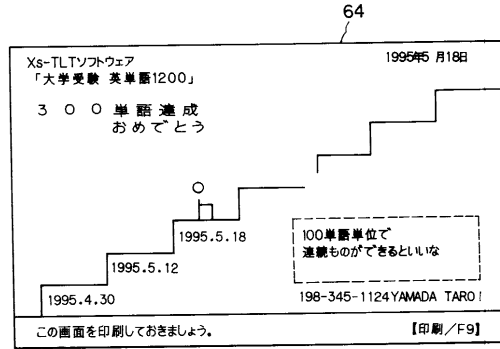 64
Xs-TLTソフトウェア
1995年5月18日
「大学受験 英単語1200」
３００単語達成
おめでとう
1995.5.18
1995.5.12
1995.4.30
100単語単位で
連続ものができるといいな
198-345-1124 YAMADA TARO!
この画面を印刷しておきましょう。
【印刷／F9】